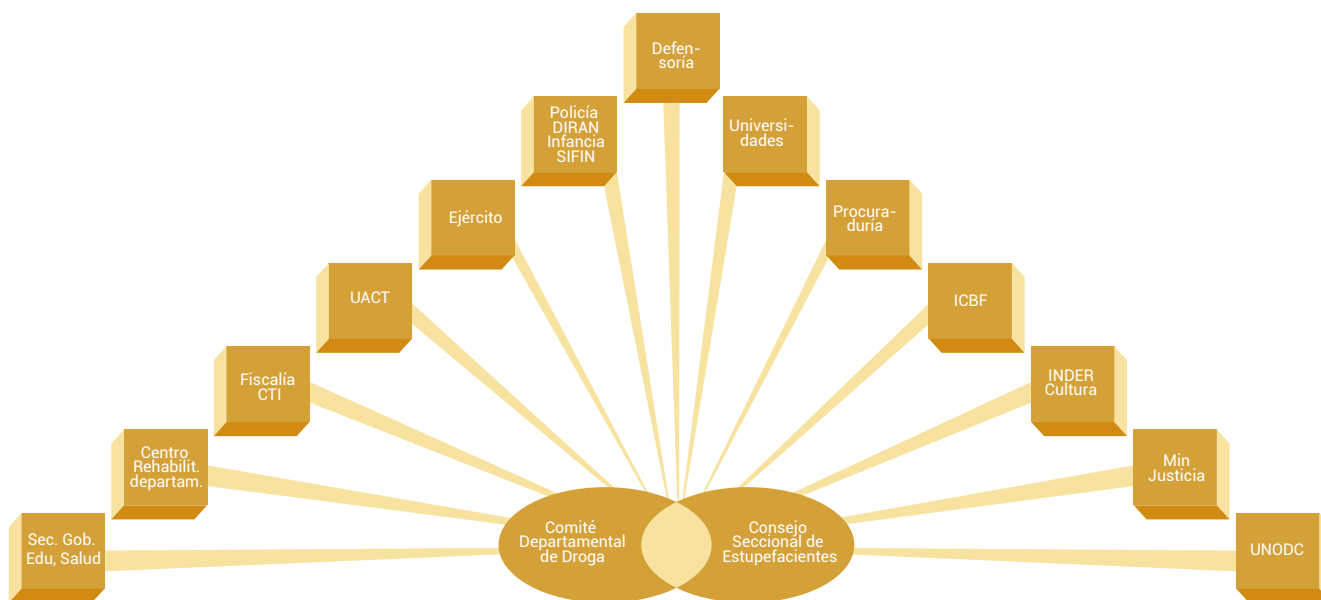 Defen-
soría
Policía
DIRAN
Infancia
SIFIN
Universi-
dades
Ejército
Procura-
duría
UACT
ICBF
Fiscalía
CTI
INDER
Cultura
Centro
Rehabilit.
departam.
Min
Justicia
Sec. Gob.
Edu, Salud
Comité
Departamental
de Droga
Consejo
Seccional de
Estupefacientes
UNODC